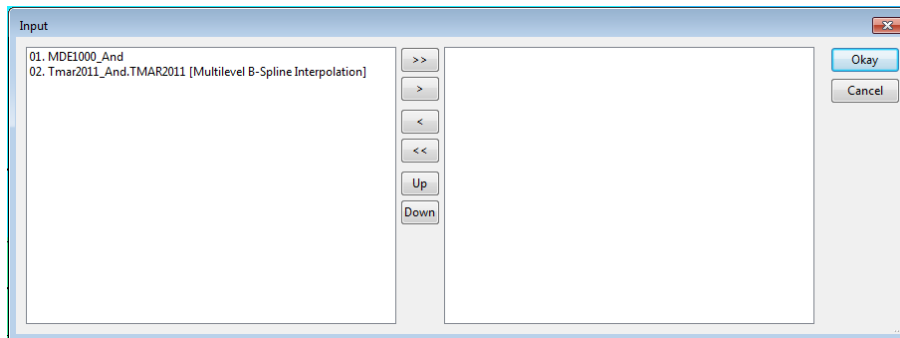 Input
01. MDE1000_And
02. Tmar2011_And.TMAR2011 [Multilevel B-Spline Interpolation]
>>
>
<
<<
Up
Down
Okay
Cancel